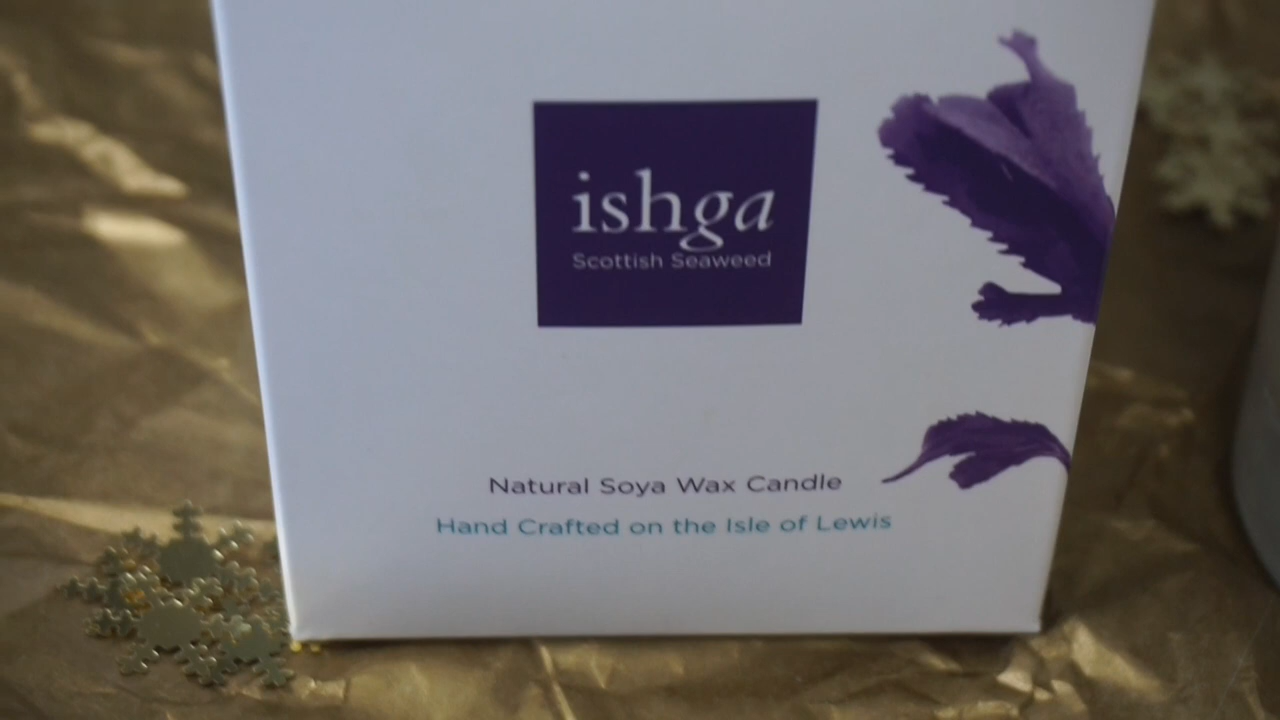 ishga
Scottish Seaweed
Natural Soya Wax Candle
Hand Crafted on the Isle of Lewis